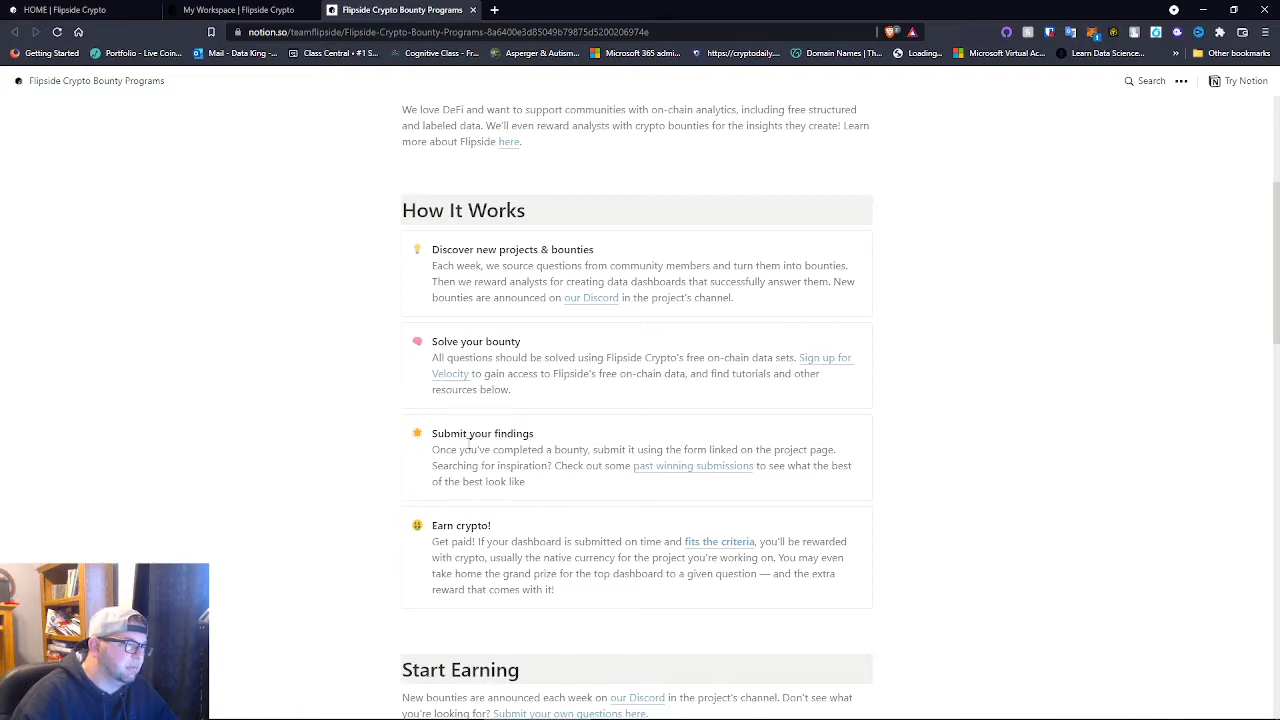 HOME | Flipside Crypto
My Workspace | Flipside Crypto
Flipside Crypto Bounty Programs
notion.so/teamflipside/Flipside-Crypto-Bounty-Programs-8a6400e3d85049b79875d5200206974e
Getting Started
Portfolio - Live Coin...
Mail - Data King -...
Class Central • #1 S...
Cognitive Class - Fr...
Asperger & Autism...
Microsoft 365 admi...
https://cryptodaily...
Domain Names | Th...
Loading...
Microsoft Virtual Ac...
Learn Data Science...
Other bookmarks
Flipside Crypto Bounty Programs
Search
Try Notion
We love DeFi and want to support communities with on-chain analytics, including free structured
and labeled data. We'll even reward analysts with crypto bounties for the insights they create! Learn
more about Flipside here.
How It Works
Discover new projects & bounties
Each week, we source questions from community members and turn them into bounties.
Then we reward analysts for creating data dashboards that successfully answer them. New
bounties are announced on our Discord in the project's channel.
Solve your bounty
All questions should be solved using Flipside Crypto's free on-chain data sets. Sign up for
Velocity to gain access to Flipside's free on-chain data, and find tutorials and other
resources below.
Submit your findings
Once you've completed a bounty, submit it using the form linked on the project page.
Searching for inspiration? Check out some past winning submissions to see what the best
of the best look like
Earn crypto!
Get paid! If your dashboard is submitted on time and fits the criteria, you'll be rewarded
with crypto, usually the native currency for the project you're working on. You may even
take home the grand prize for the top dashboard to a given question — and the extra
reward that comes with it!
Start Earning
New bounties are announced each week on our Discord in the project's channel. Don't see what
you're looking for? Submit your own questions here.